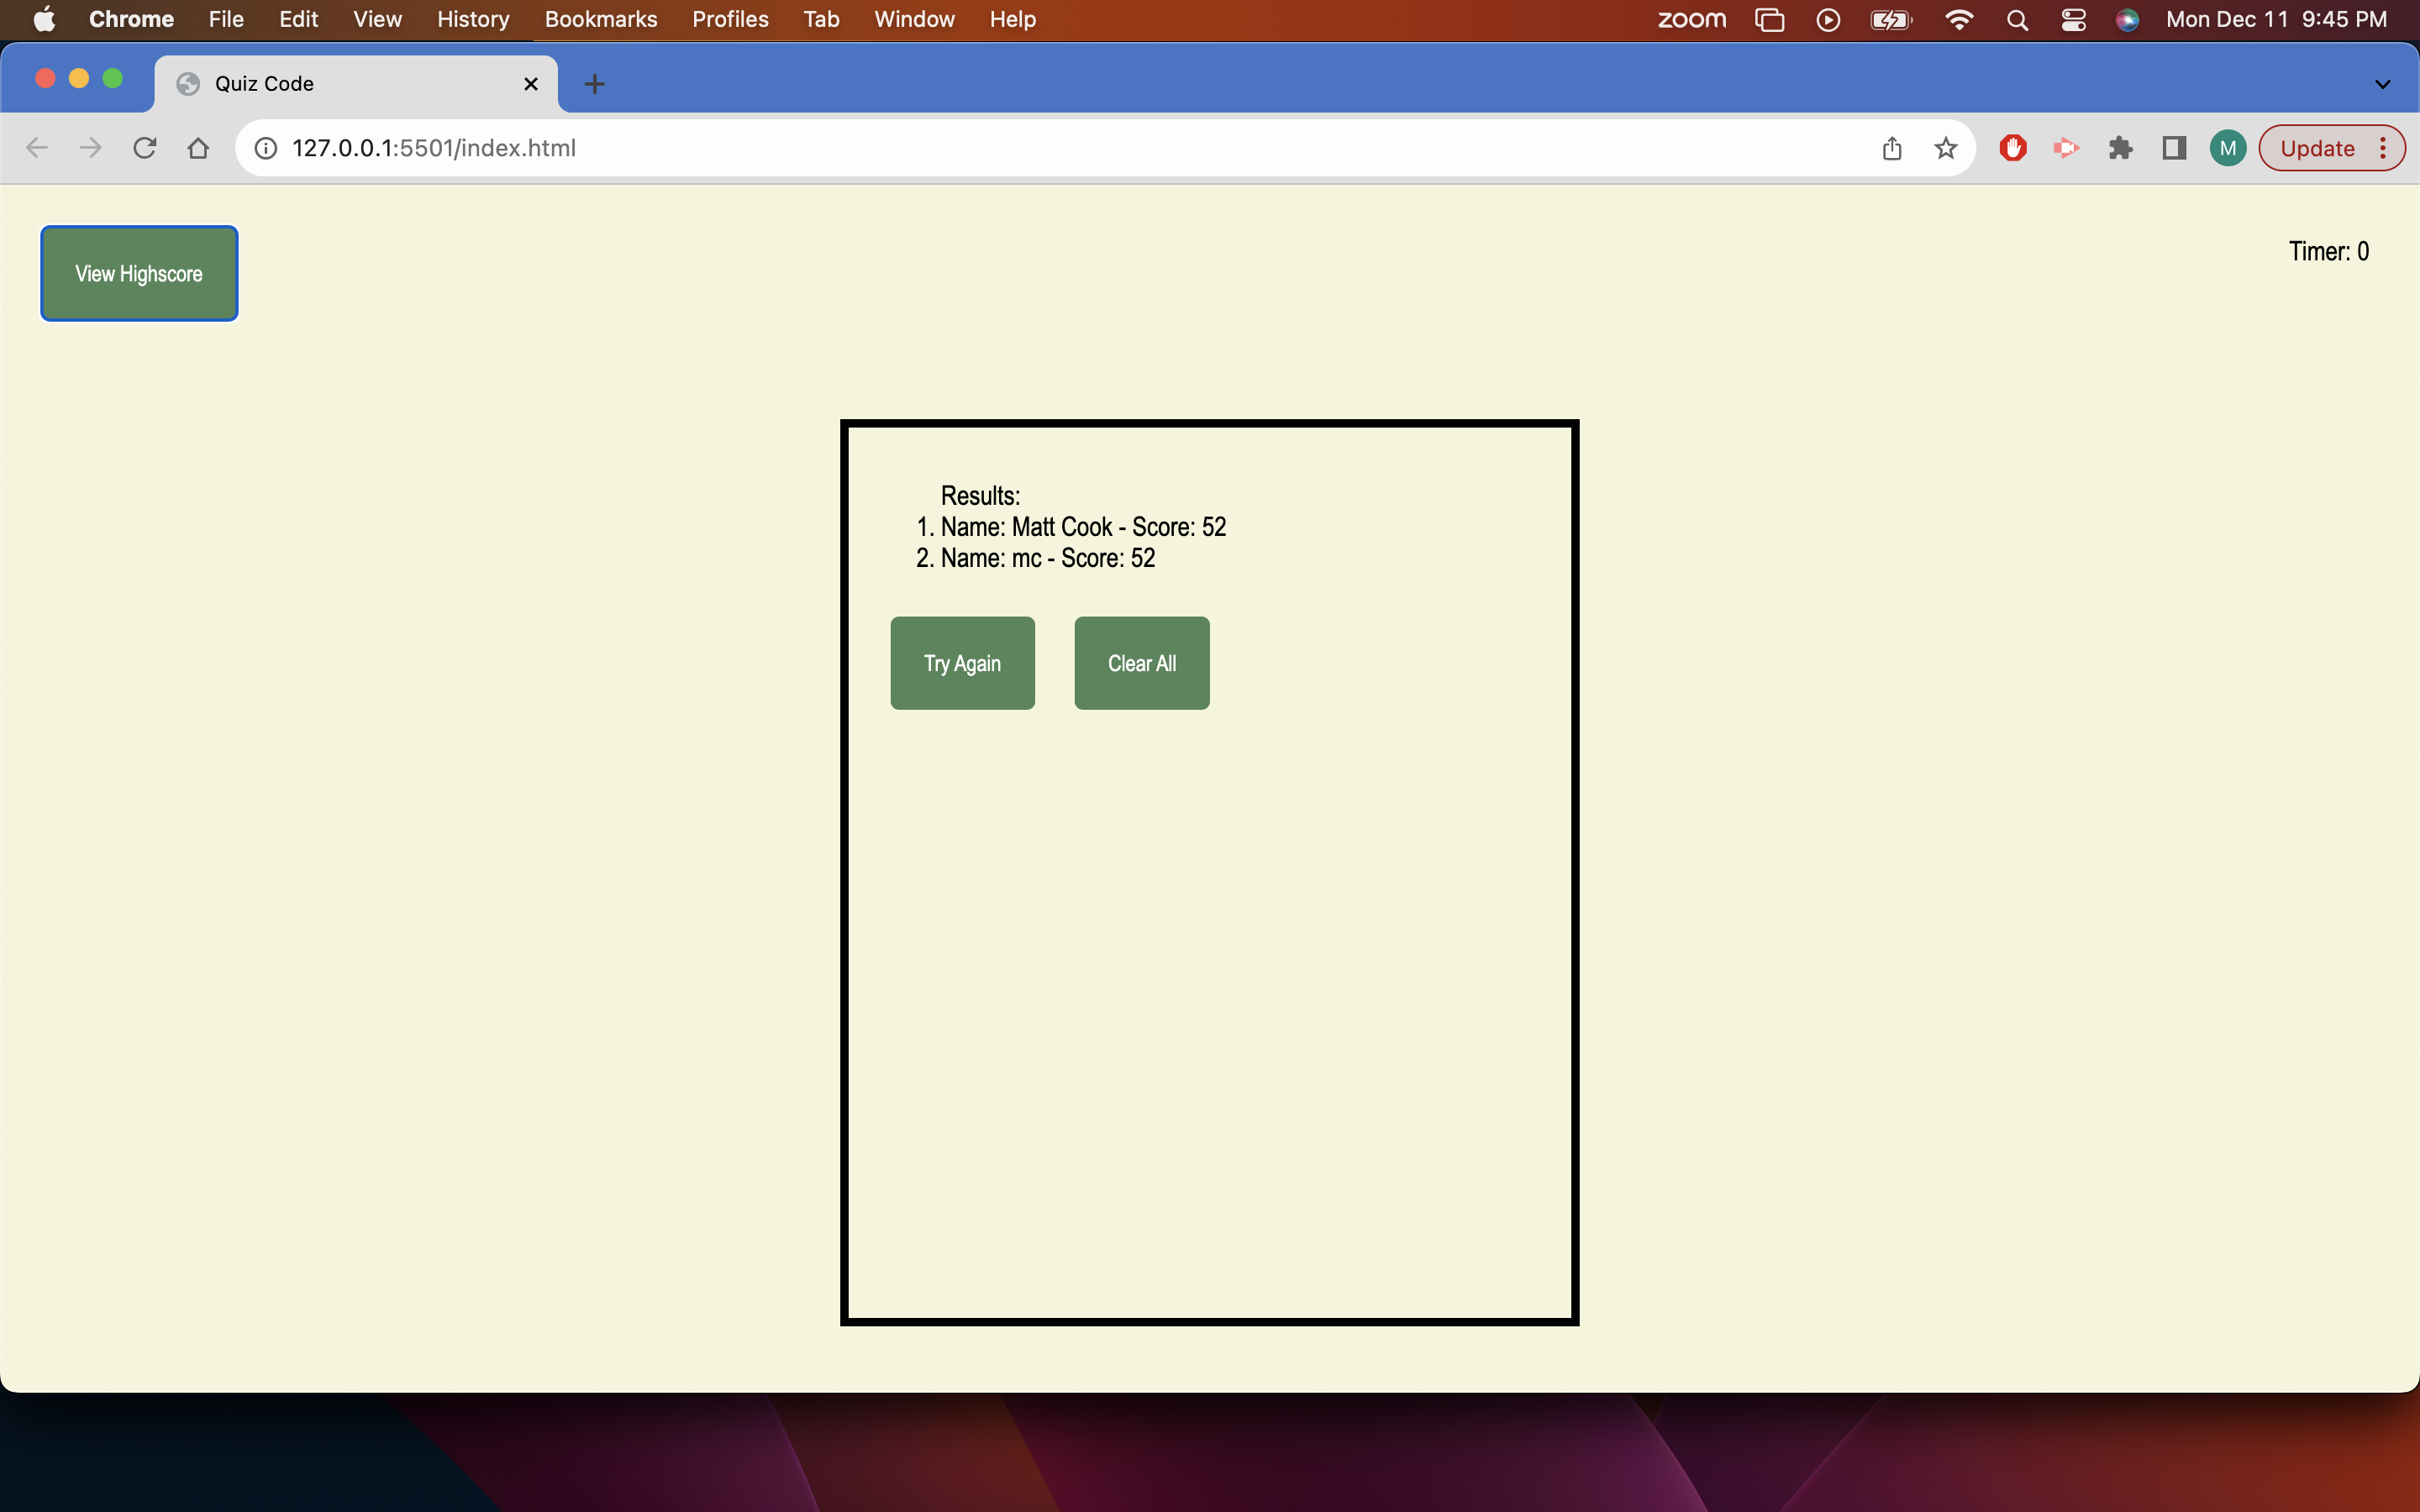 Chrome File Edit View History Bookmarks Profiles Tab Window Help zoom Mon Dec 11 9:45 PM
Quiz Code
127.0.0.1:5501/index.html M Update
View Highscore
Timer: 0
Results:
1. Name: Matt Cook - Score: 52
2. Name: mc - Score: 52
Try Again Clear All